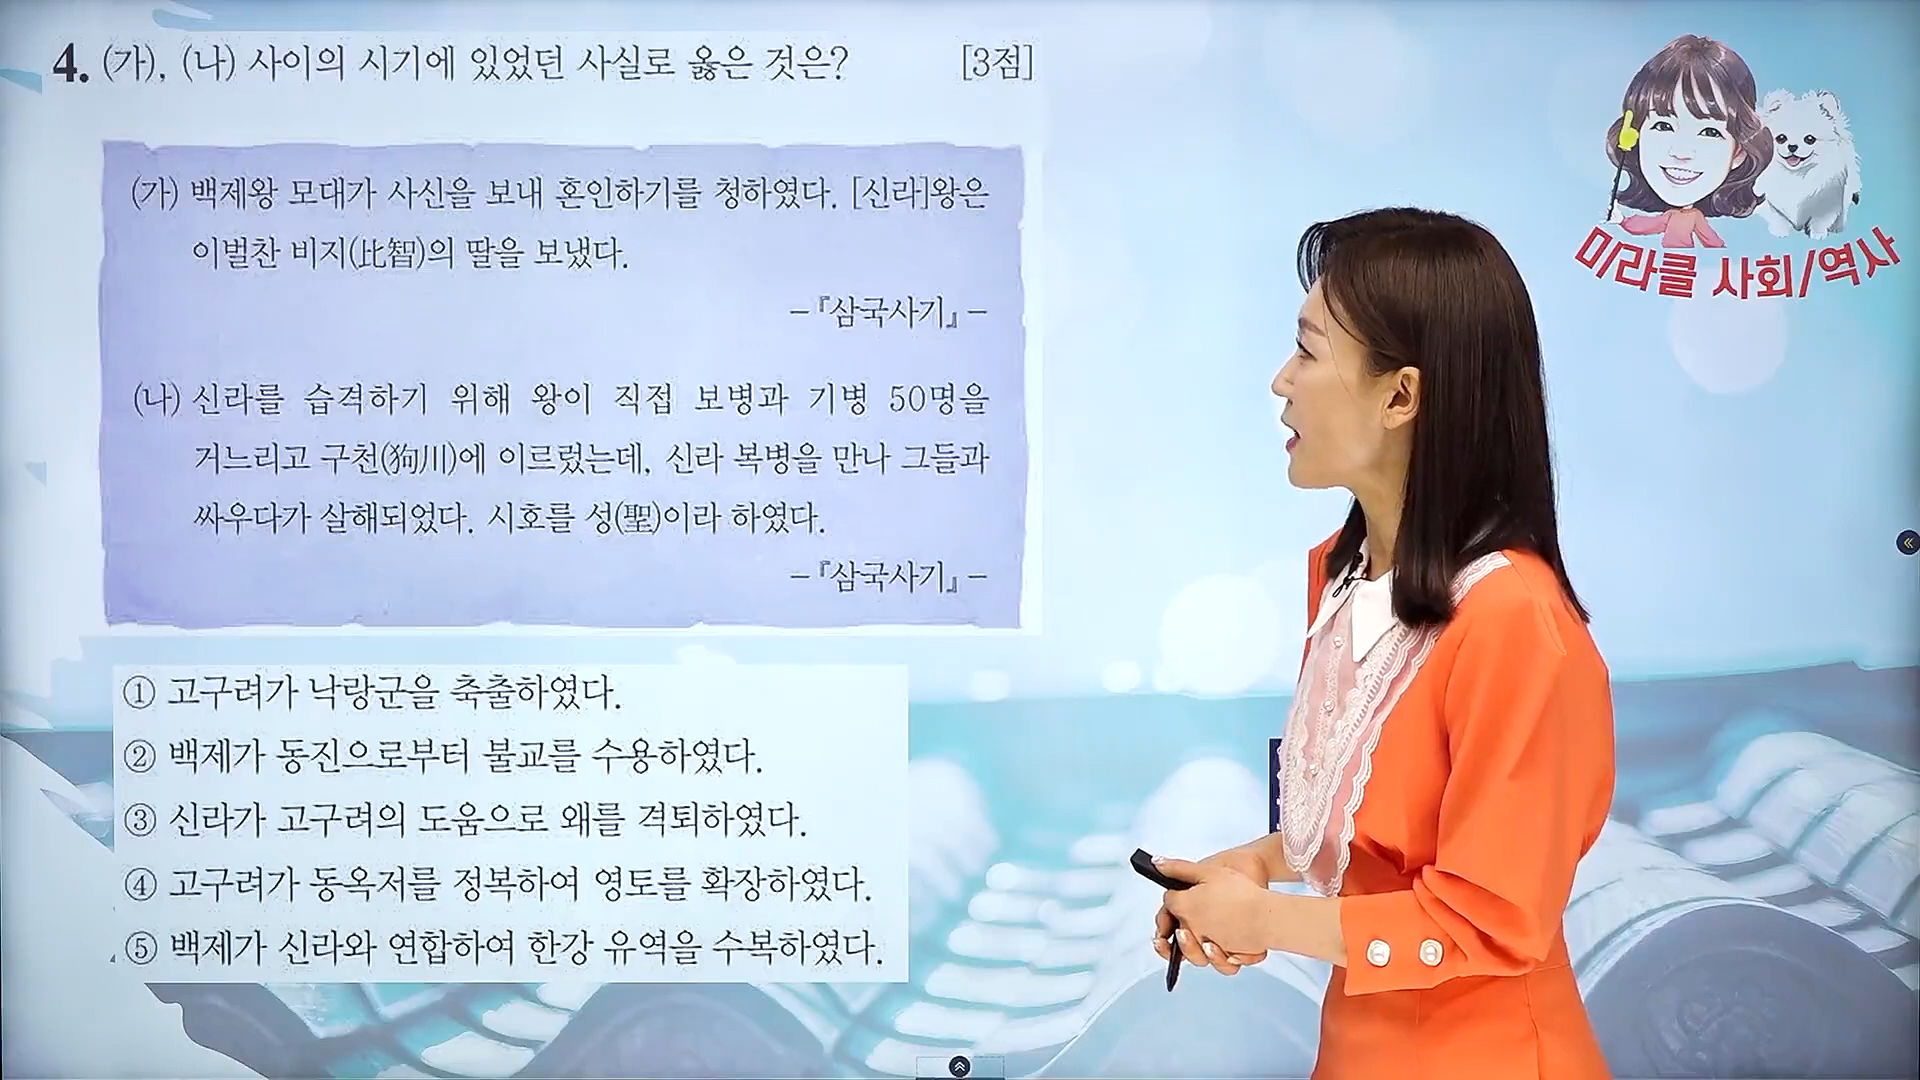 4. (가), (나) 사이의 시기에 있었던 사실로 옳은 것은? [3점]
(가) 백제왕 모대가 사신을 보내 혼인하기를 청하였다. [신라]왕은
이벌찬 비지(比智)의 딸을 보냈다.
-『삼국사기』-
(나) 신라를 습격하기 위해 왕이 직접 보병과 기병 50명을
거느리고 구천(狗川)에 이르렀는데, 신라 복병을 만나 그들과
싸우다가 살해되었다. 시호를 성(聖)이라 하였다.
-『삼국사기』-
① 고구려가 낙랑군을 축출하였다.
② 백제가 동진으로부터 불교를 수용하였다.
③ 신라가 고구려의 도움으로 왜를 격퇴하였다.
④ 고구려가 동옥저를 정복하여 영토를 확장하였다.
⑤ 백제가 신라와 연합하여 한강 유역을 수복하였다.
미라클 사회/역사